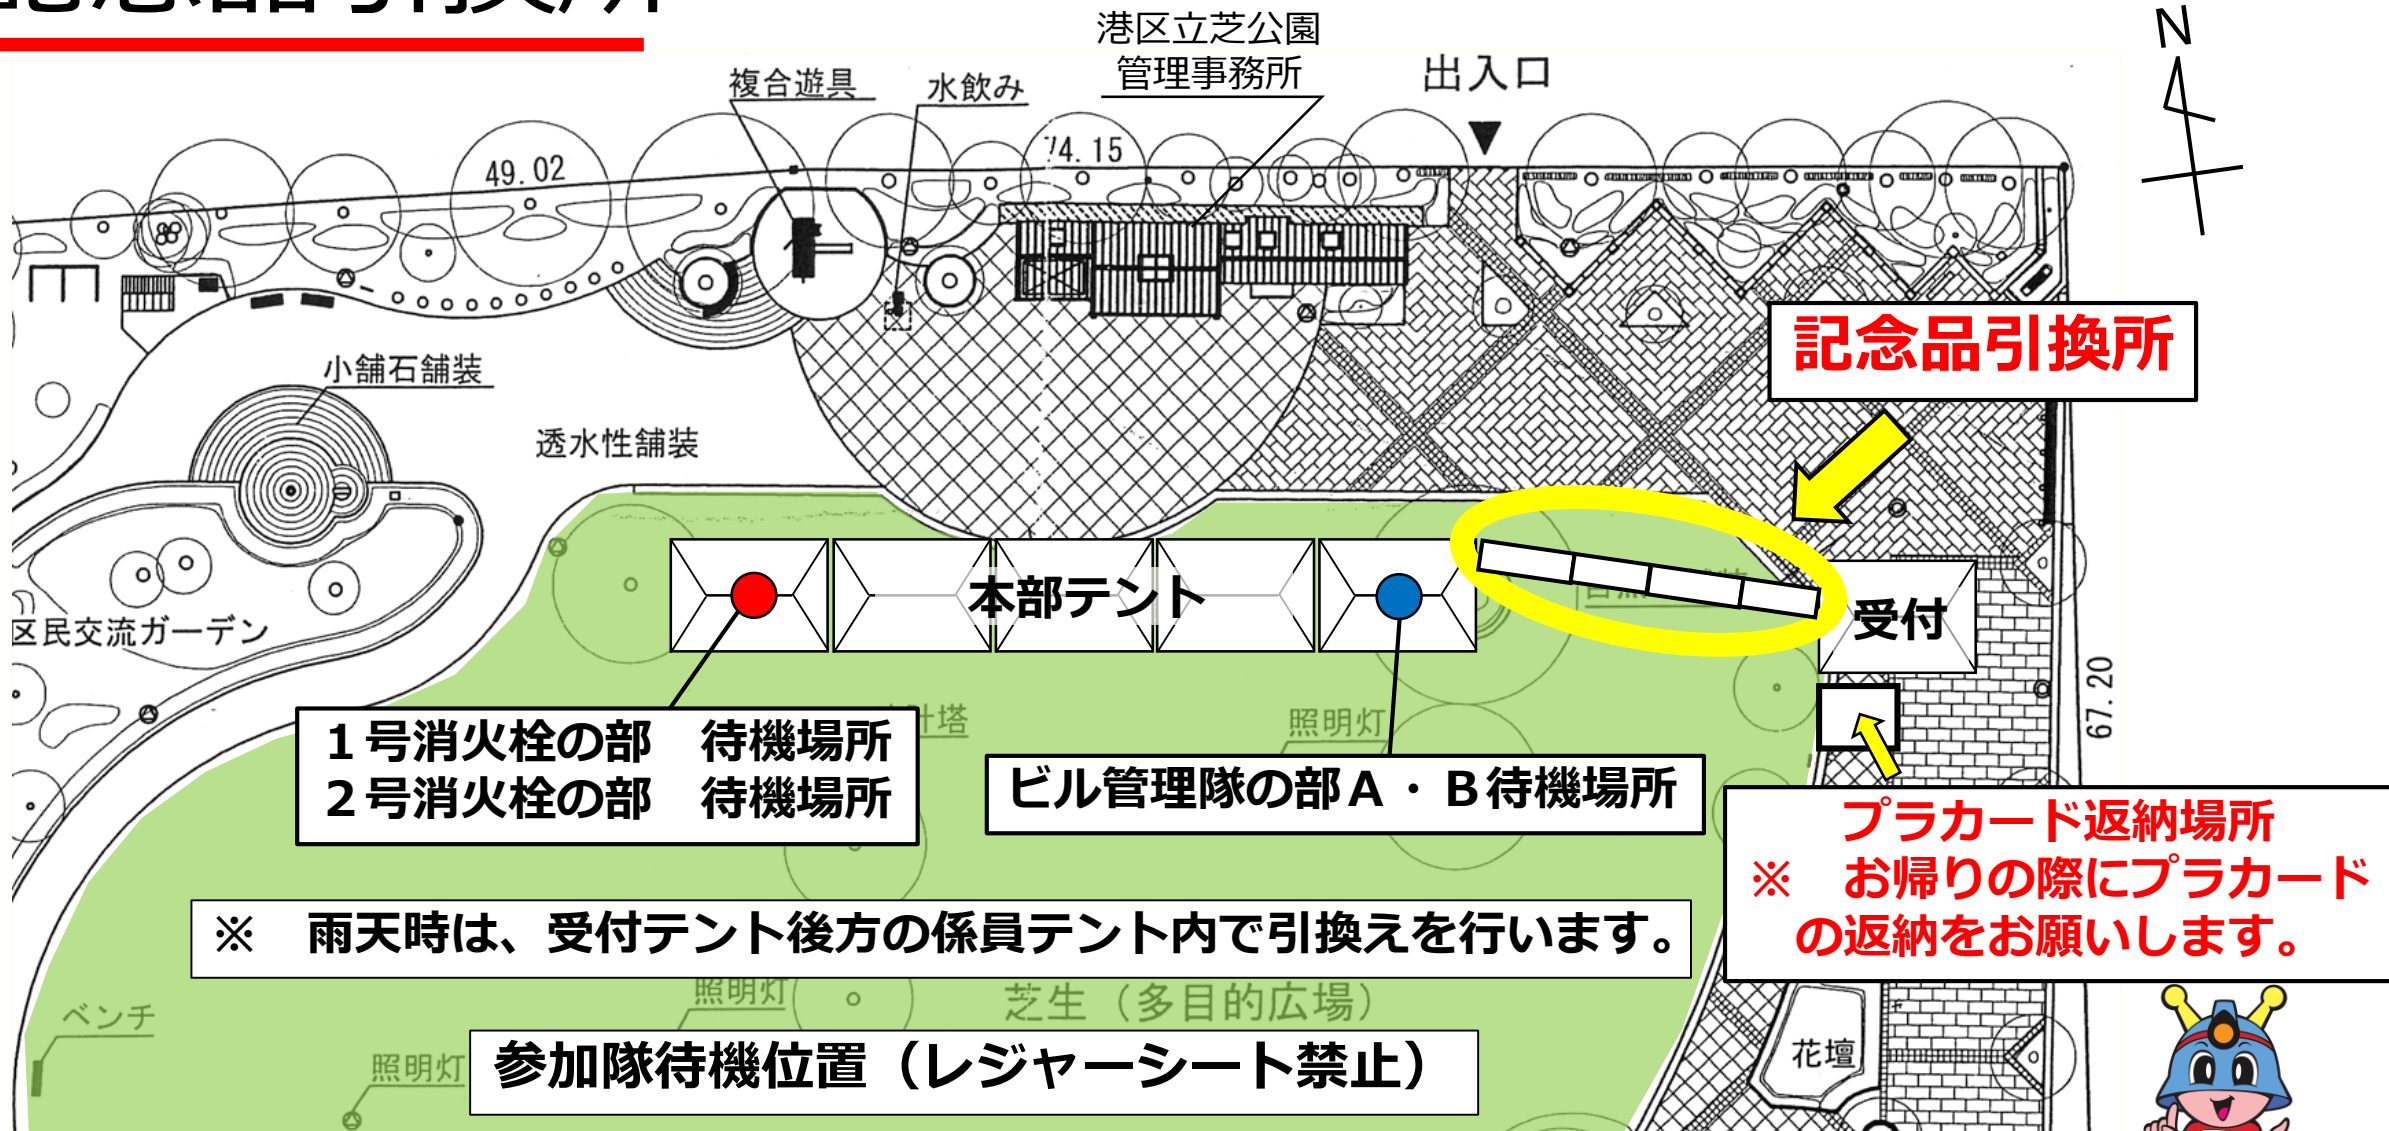 記念品引換所
港区立芝公園
管理事務所
出入口
N
複合遊具
水飲み
49.02
74.15
記念品引換所
小舗石舗装
透水性舗装
本部テント
受付
区民交流ガーデン
67.20
計塔
照明灯
1号消火栓の部 待機場所
2号消火栓の部 待機場所
ビル管理隊の部A・B待機場所
プラカード返納場所
※ お帰りの際にプラカード
の返納をお願いします。
※ 雨天時は、受付テント後方の係員テント内で引換えを行います。
照明灯
芝生(多目的広場)
ベンチ
参加隊待機位置(レジャーシート禁止)
照明灯
花壇